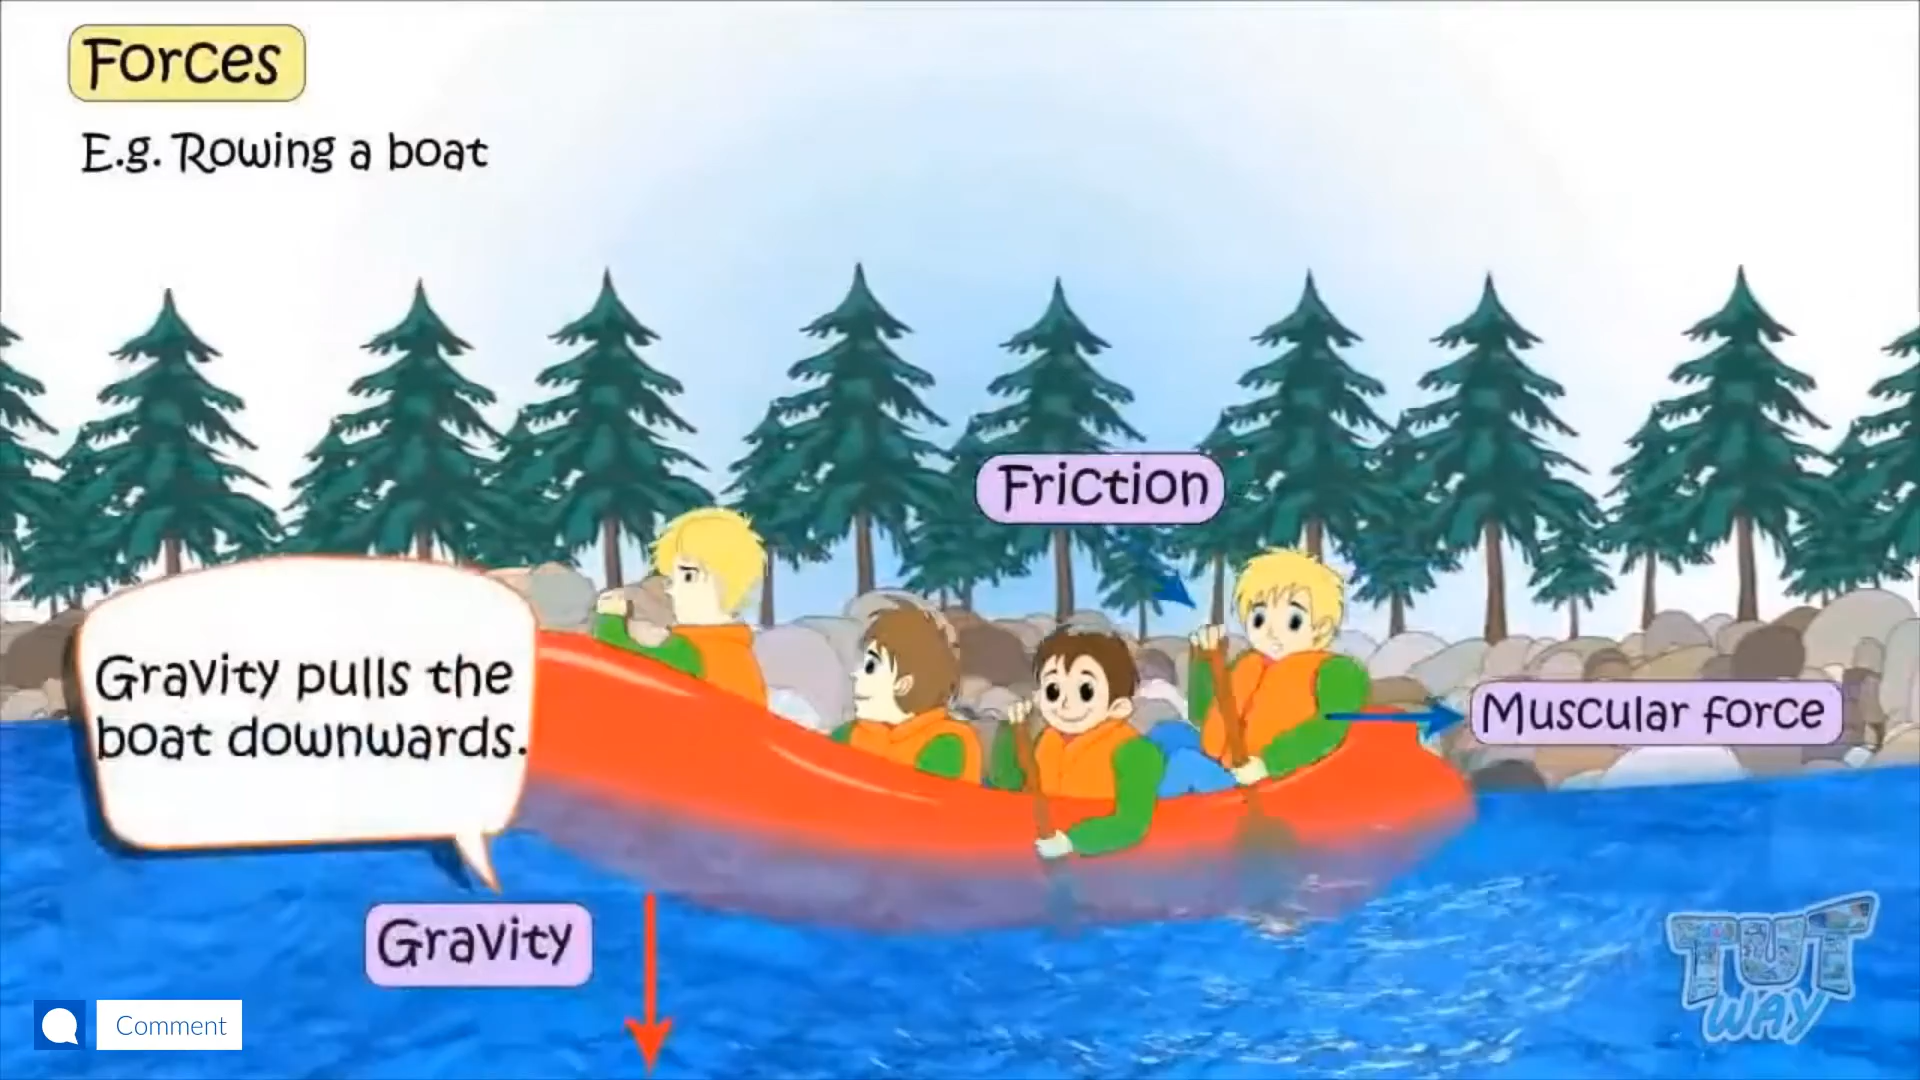 Forces
E.g. Rowing a boat
Friction
Gravity pulls the
boat downwards.
Muscular force
Gravity
TUT
WAY
Comment